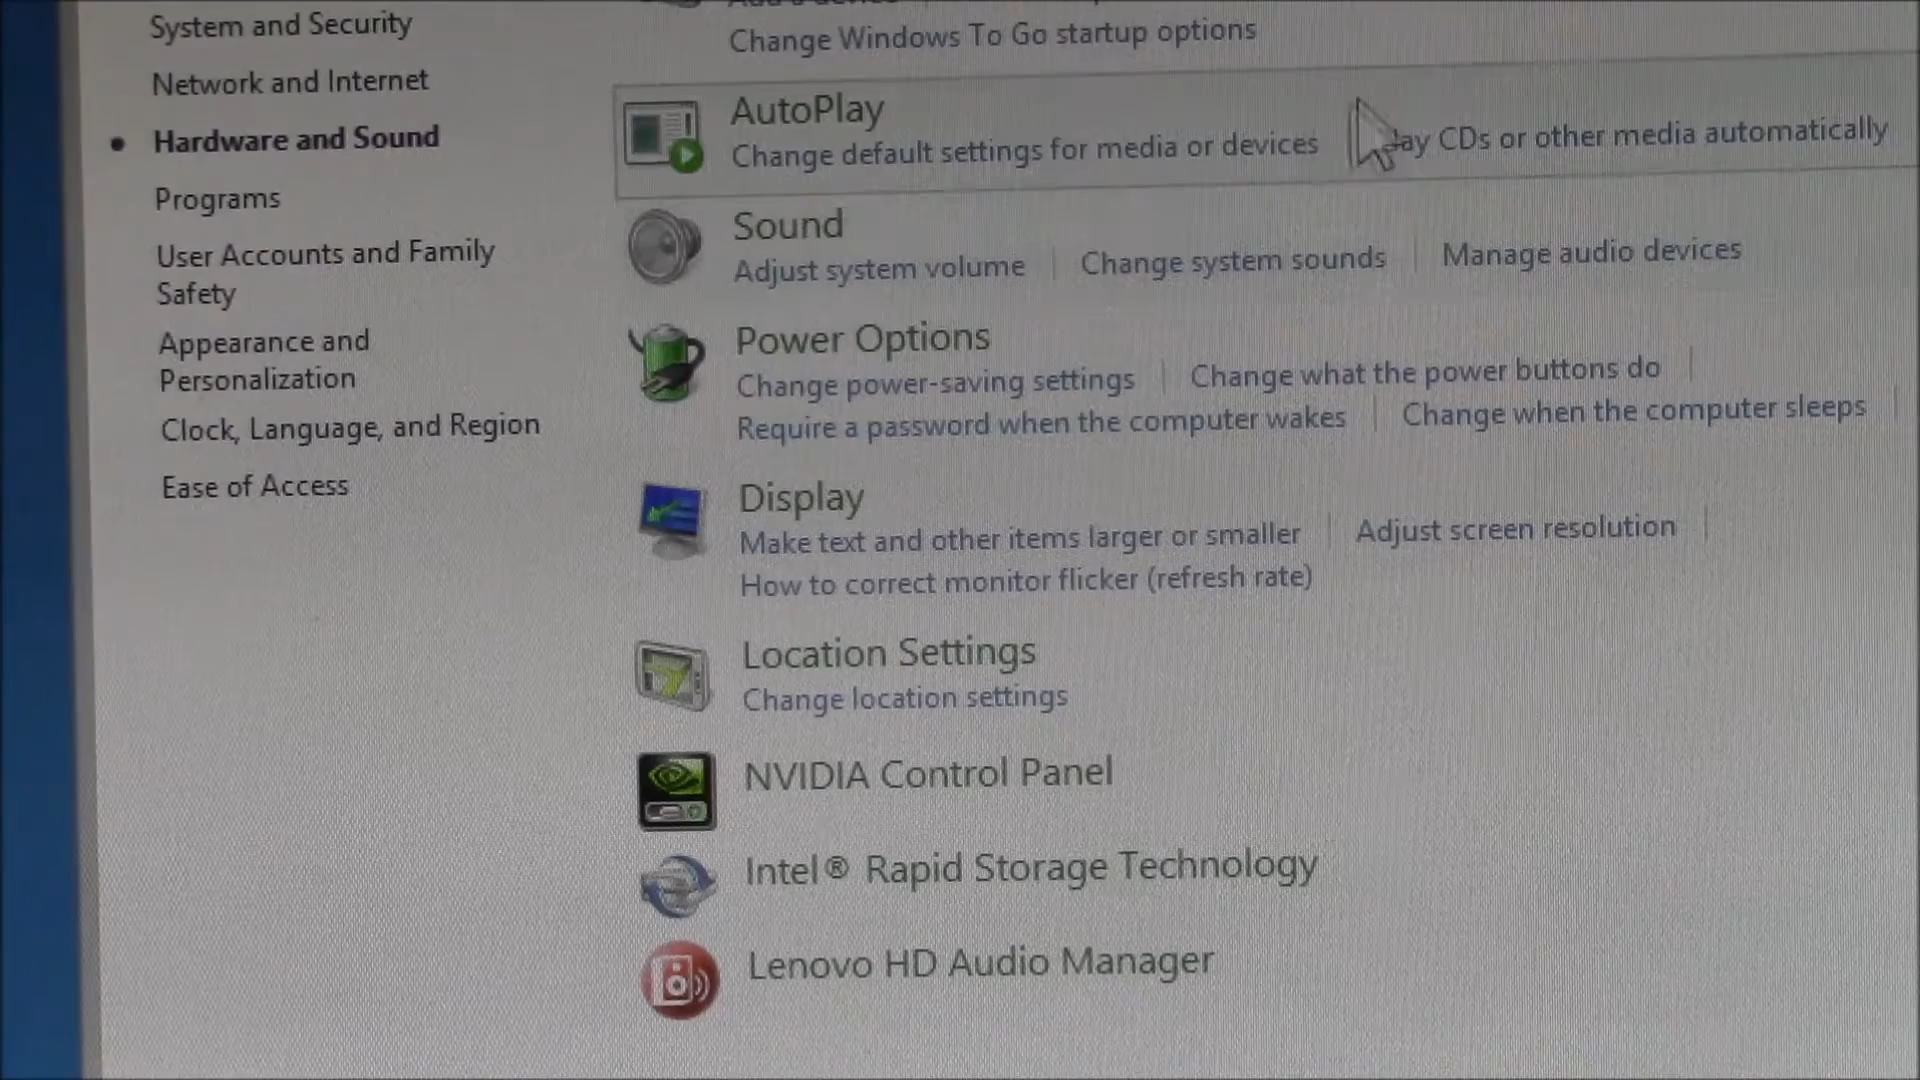 System and Security
Network and Internet
Hardware and Sound
Programs
User Accounts and Family
Safety
Appearance and
Personalization
Clock, Language, and Region
Ease of Access
Change Windows To Go startup options
AutoPlay
Change default settings for media or devices
CDs or other media automatically
Sound
Adjust system volume Change system sounds Manage audio devices
Power Options
Change power-saving settings Change what the power buttons do
Require a password when the computer wakes Change when the computer sleeps
Display
Make text and other items larger or smaller Adjust screen resolution
How to correct monitor flicker (refresh rate)
Location Settings
Change location settings
NVIDIA Control Panel
Intel® Rapid Storage Technology
Lenovo HD Audio Manager